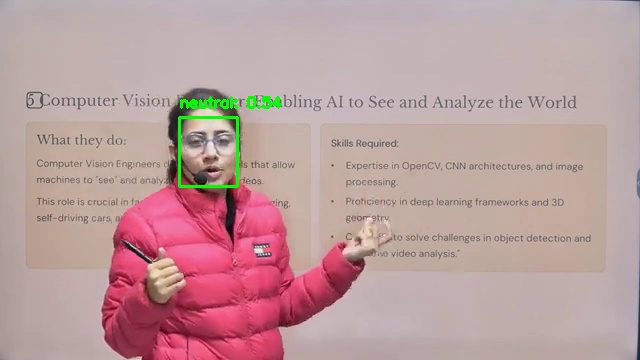 neutral: 0.54
5 Computer Vision Enabling AI to See and Analyze the World
What they do:
Computer Vision Engineers that allow
machines to "see" and
This role is crucial in
self-driving cars,
Skills Required:
• Expertise in OpenCV, CNN architectures, and image
processing.
• Proficiency in deep learning frameworks and 3D
geometry.
• to solve challenges in object detection and
video analysis."
TOMMY
JEANS